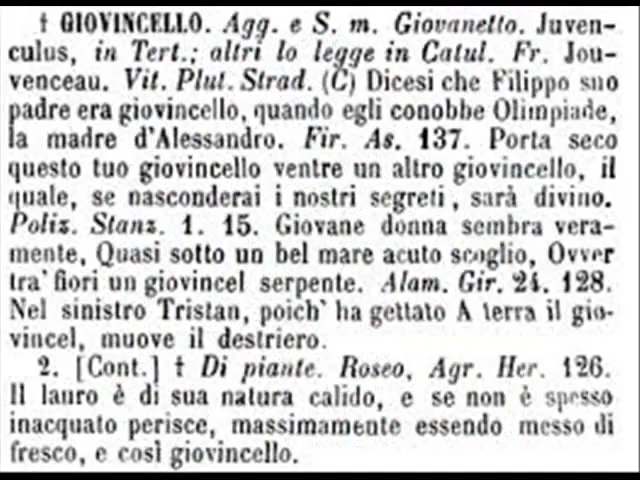 † GIOVINCELLO. Agg. e S. m. Giovanetto. Juven-
culus, in Tert.; altri lo legge in Catul. Fr. Jou-
venceau. Vit. Plut. Strad. (C) Dicesi che Filippo suo
padre era giovincello, quando egli conobbe Olimpiade,
la madre d'Alessandro. Fir. As. 137. Porta seco
questo tuo giovincello ventre un altro giovincello, il
quale, se nasconderai i nostri segreti, sarà divino.
Poliz. Stanz. 1. 15. Giovane donna sembra vera-
mente, Quasi sotto un bel mare acuto scoglio, Ovver
tra' fiori un giovincel serpente. Alam. Gir. 24. 128.
Nel sinistro Tristan, poich' ha gettato A terra il gio-
vincel, muove il destriero.
2. [Cont.] † Di piante. Roseo, Agr. Her. 126.
Il lauro è di sua natura calido, e se non è spesso
inacquato perisce, massimamente essendo messo di
fresco, e così giovincello.